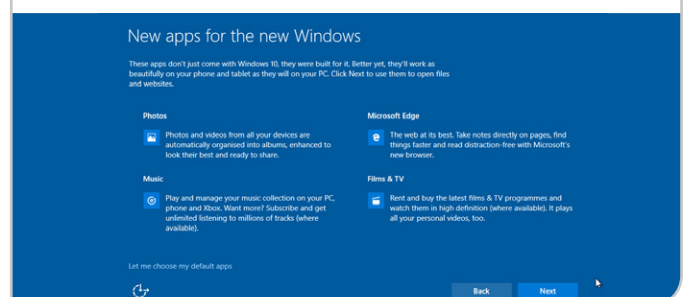 New apps for the new Windows
These apps don't just come with Windows 10, they were built for it. Better yet, they'll work as
beautifully on your phone and tablet as they will on your PC. Click Next to use them to open files
and websites.
Photos
Photos and videos from all your devices are
automatically organised into albums, enhanced to
look their best and ready to share.
Microsoft Edge
The web at its best. Take notes directly on pages, find
things faster and read distraction-free with Microsoft's
new browser.
Music
Play and manage your music collection on your PC,
phone and Xbox. Want more? Subscribe and get
unlimited listening to millions of tracks (where
available).
Films & TV
Rent and buy the latest films & TV programmes and
watch them in high definition (where available). It plays
all your personal videos, too.
Let me choose my default apps
Back
Next